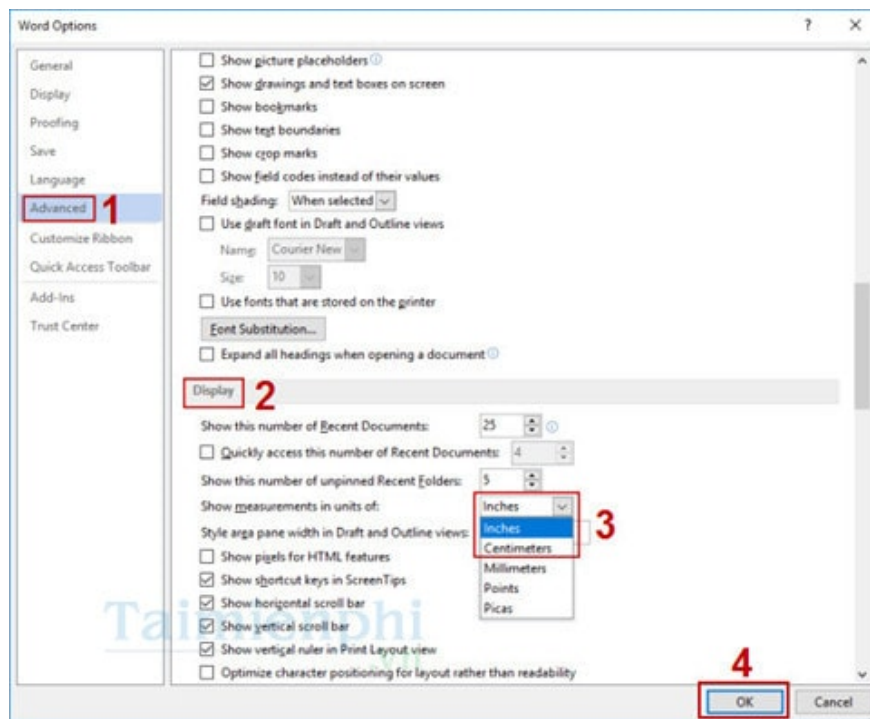 Word Options
General
Display
Proofing
Save
Language
Advanced
1
Customize Ribbon
Quick Access Toolbar
Add-Ins
Trust Center
Show picture placeholders
Show drawings and text boxes on screen
Show bookmarks
Show text boundaries
Show crop marks
Show field codes instead of their values
Field shading: When selected
Use draft font in Draft and Outline views
Name: Courier New
Size: 10
Use fonts that are stored on the printer
Font Substitution...
Expand all headings when opening a document
Display 2
Show this number of Recent Documents: 25
Quickly access this number of Recent Documents: 4
Show this number of unpinned Recent Folders: 5
Show measurements in units of: Inches
3
Inches
Centimeters
Millimeters
Points
Picas
Style area pane width in Draft and Outline views:
Show pixels for HTML features
Show shortcut keys in ScreenTips
Show horizontal scroll bar
Show vertical scroll bar
Show vertical ruler in Print Layout view
Optimize character positioning for layout rather than readability
Taimienphi
.vn
4
OK Cancel